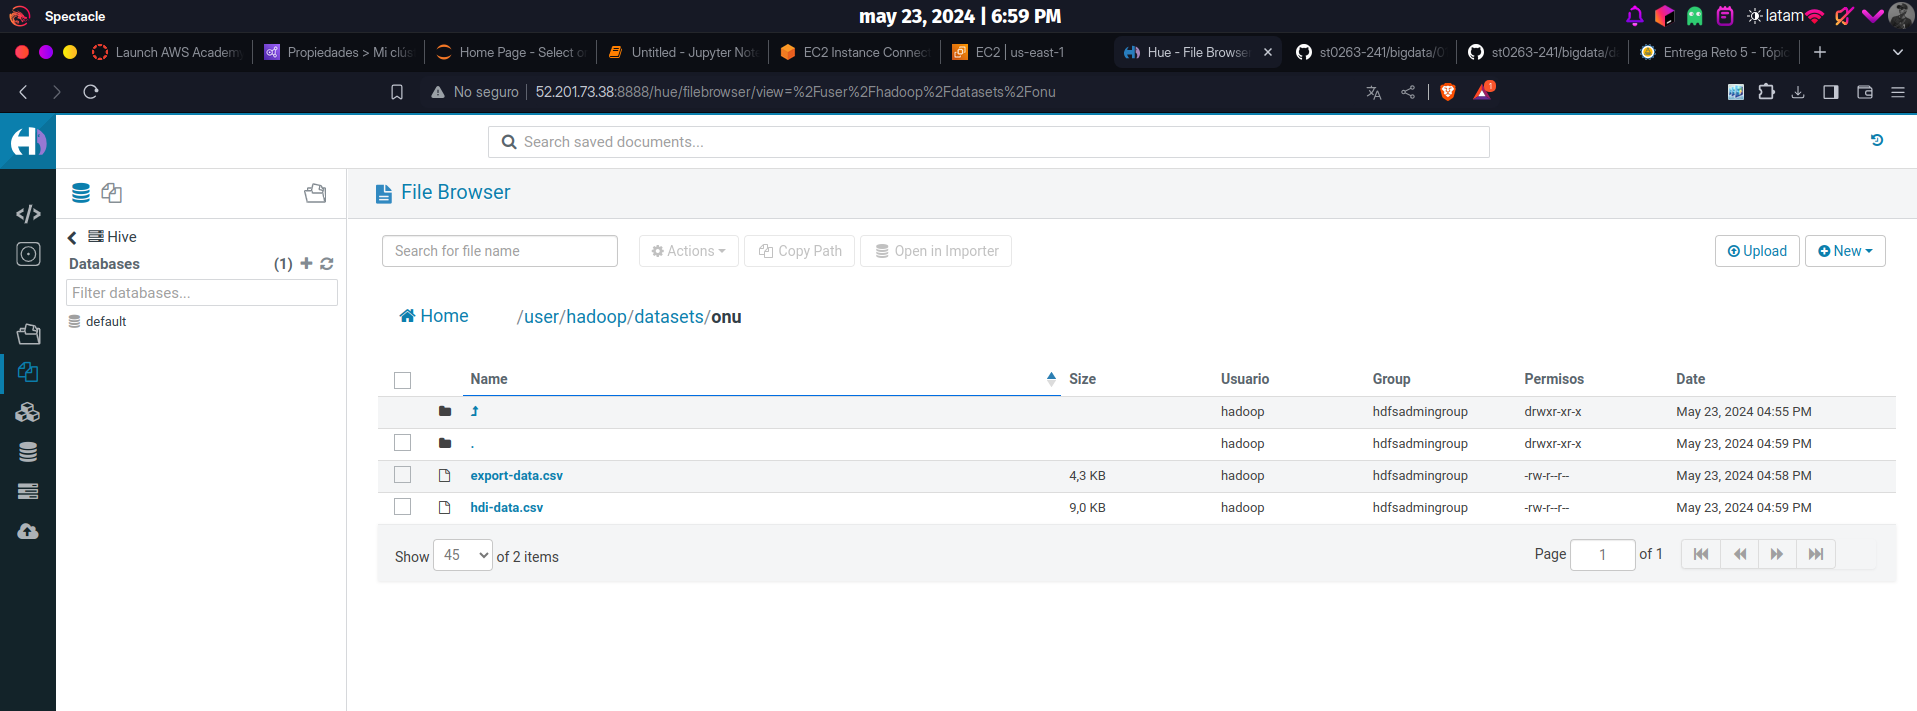 Spectacle
may 23, 2024 | 6:59 PM
latam
Launch AWS Academy
Propiedades > Mi clús
Home Page - Select o
Untitled - Jupyter Note
EC2 Instance Connect
EC2 | us-east-1
Hue - File Browser
st0263-241/bigdata/0
st0263-241/bigdata/d
Entrega Reto 5 - Tópic
No seguro
52.201.73.38:8888/hue/filebrowser/view=%2Fuser%2Fhadoop%2Fdatasets%2Fonu
1
Search saved documents...
File Browser
Hive
Databases (1)
Filter databases...
default
Search for file name
Actions
Copy Path
Open in Importer
Upload
New
Home /user/hadoop/datasets/onu
Name Size Usuario Group Permisos Date
hadoop hdfsadmingroup drwxr-xr-x May 23, 2024 04:55 PM
. hadoop hdfsadmingroup drwxr-xr-x May 23, 2024 04:59 PM
export-data.csv 4,3 KB hadoop hdfsadmingroup -rw-r--r-- May 23, 2024 04:58 PM
hdi-data.csv 9,0 KB hadoop hdfsadmingroup -rw-r--r-- May 23, 2024 04:59 PM
Show 45 of 2 items
Page 1 of 1